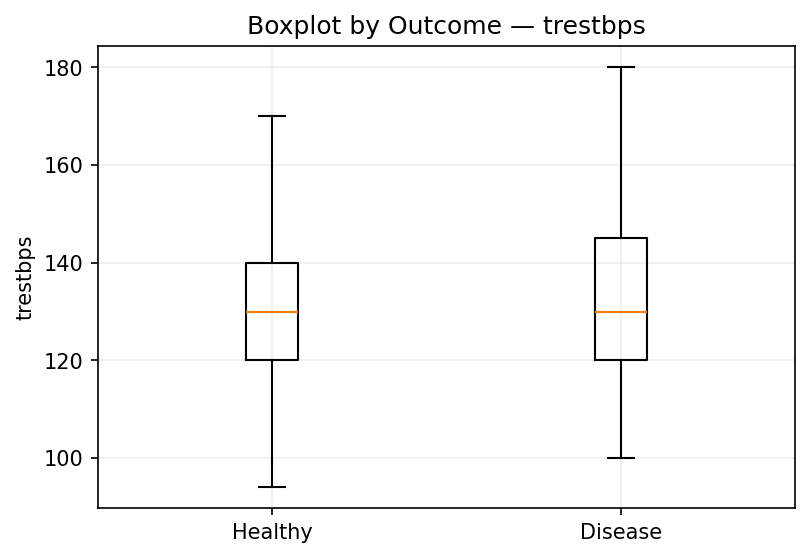 Boxplot by Outcome — trestbps
180
160
140
120
100
trestbps
Healthy
Disease